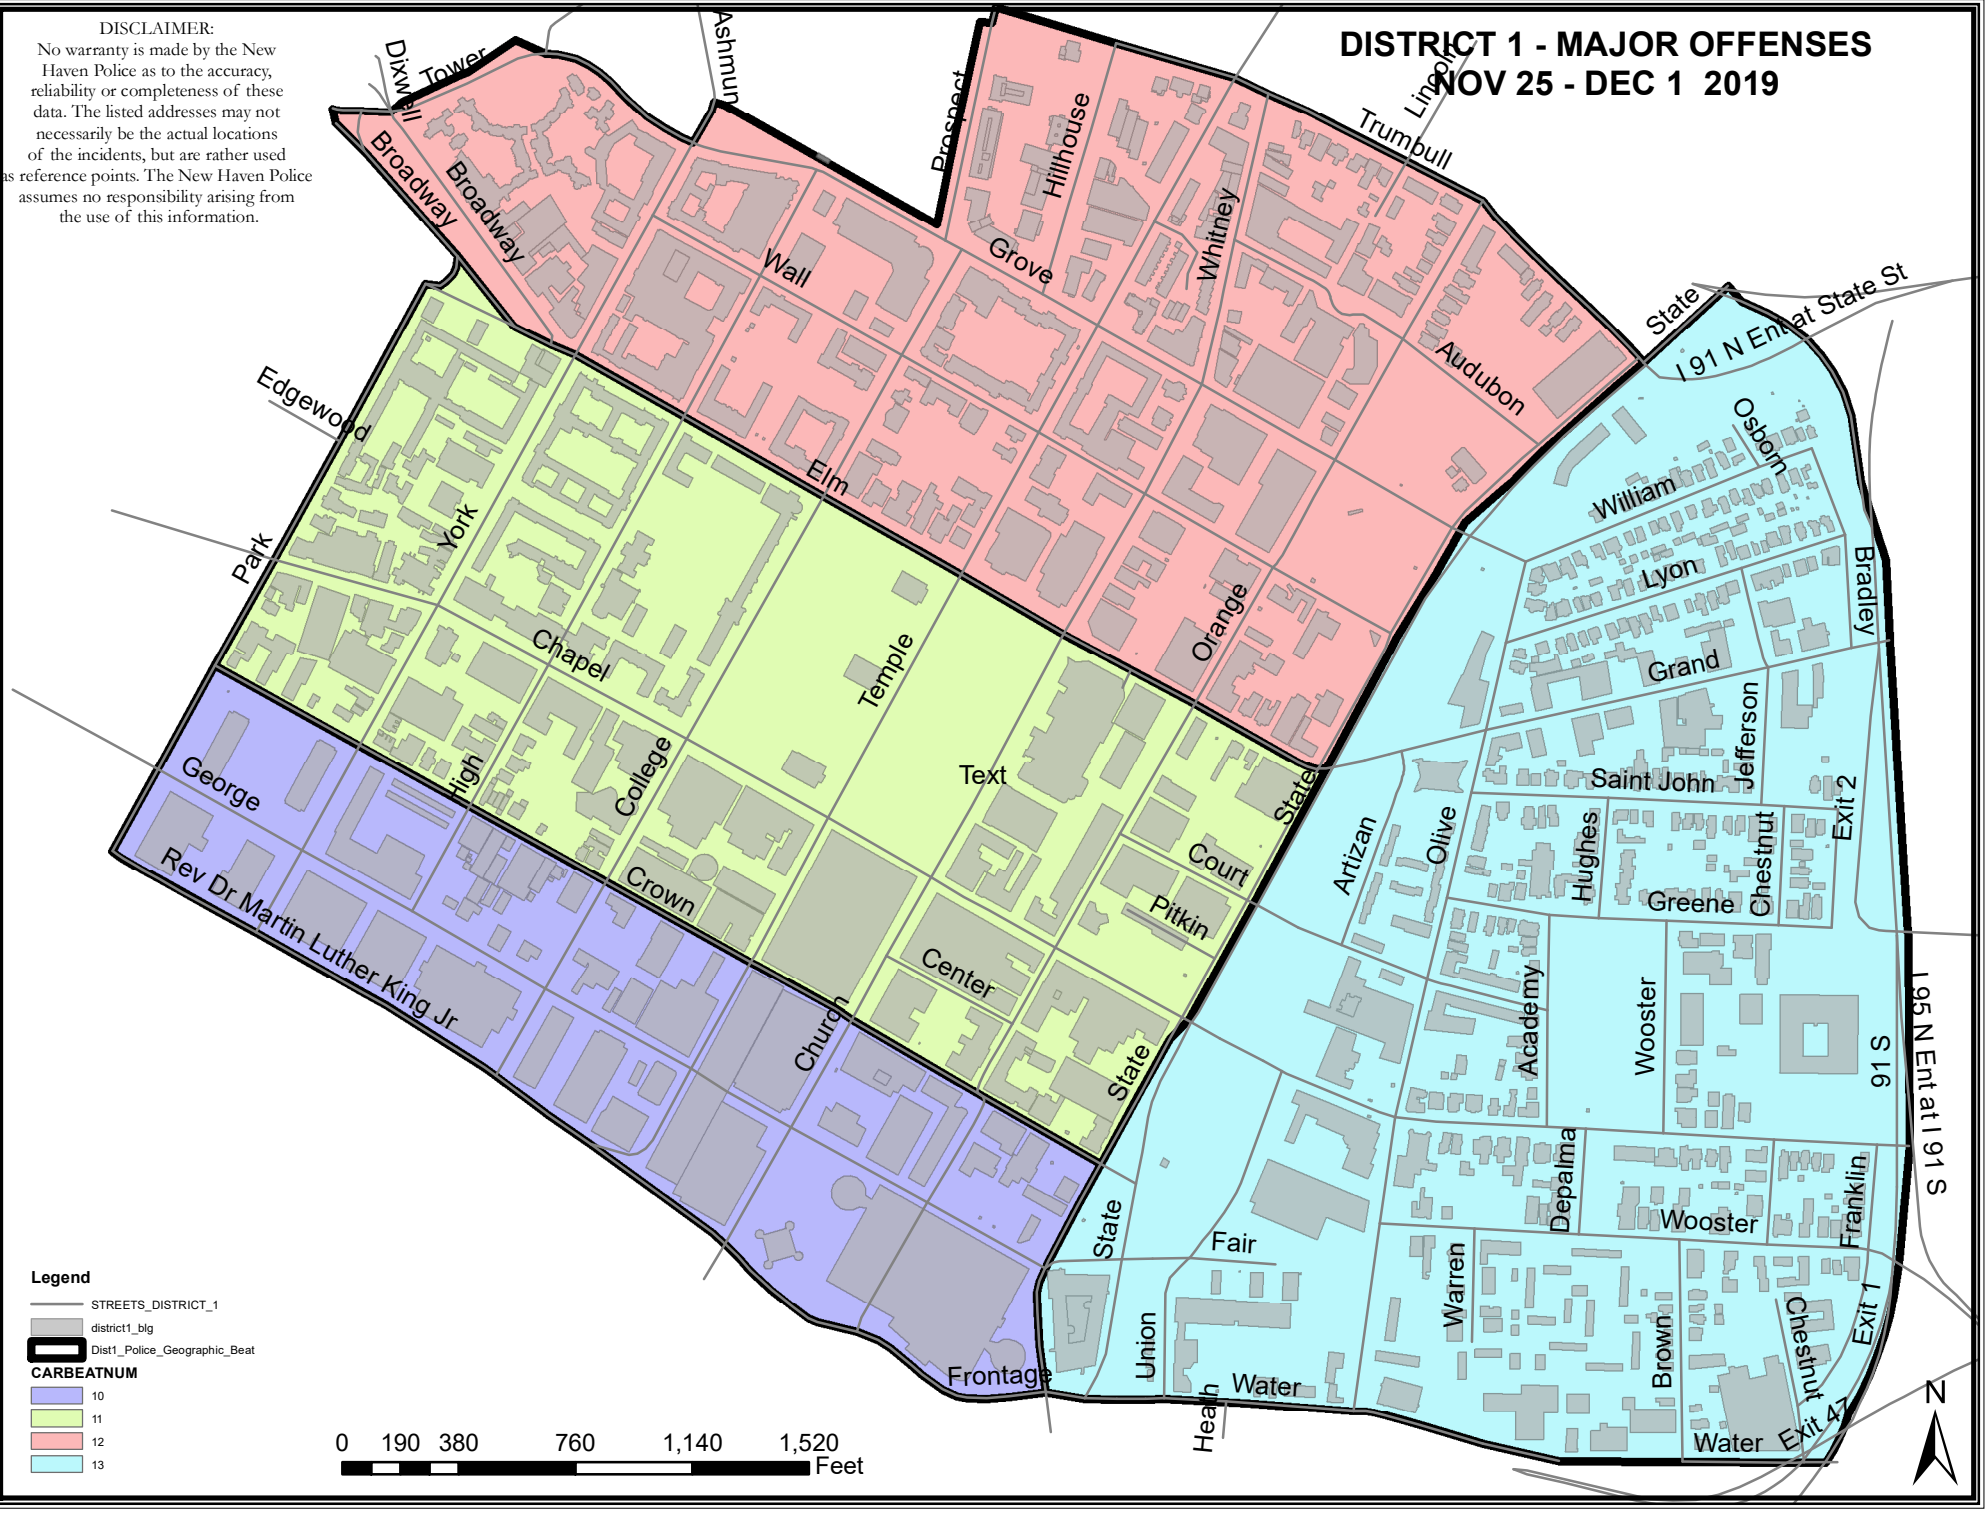 DISCLAIMER:
No warranty is made by the New
Haven Police as to the accuracy,
reliability or completeness of these
data. The listed addresses may not
necessarily be the actual locations
of the incidents, but are rather used
as reference points. The New Haven Police
assumes no responsibility arising from
the use of this information.
DISTRICT 1 - MAJOR OFFENSES
NOV 25 - DEC 1 2019
Dixwell
Tower
Ashmun
Prospect
Hillhouse
Lincoln
Trumbull
Broadway
Broadway
Wall
Grove
Whitney
State
I 91 N Ent at State St
Audubon
Edgewood
Osborn
Elm
William
York
Park
Lyon
Bradley
Orange
Chapel
Temple
Grand
Jefferson
Text
State
Saint John
High
College
George
Exit 2
Artizan
Olive
Hughes
Chestnut
Court
Crown
Greene
Pitkin
Rev Dr Martin Luther King Jr
Center
Church
Academy
Wooster
I 95 N Ent at I 91 S
91 S
State
Depalma
Franklin
State
Wooster
Fair
Warren
Union
Brown
Chestnut
Exit 1
Frontage
Heath
Water
Water
Exit 47
Legend
STREETS_DISTRICT_1
district1_blg
Dist1_Police_Geographic_Beat
CARBEATNUM
10
11
12
13
0 190 380 760 1,140 1,520
Feet
N